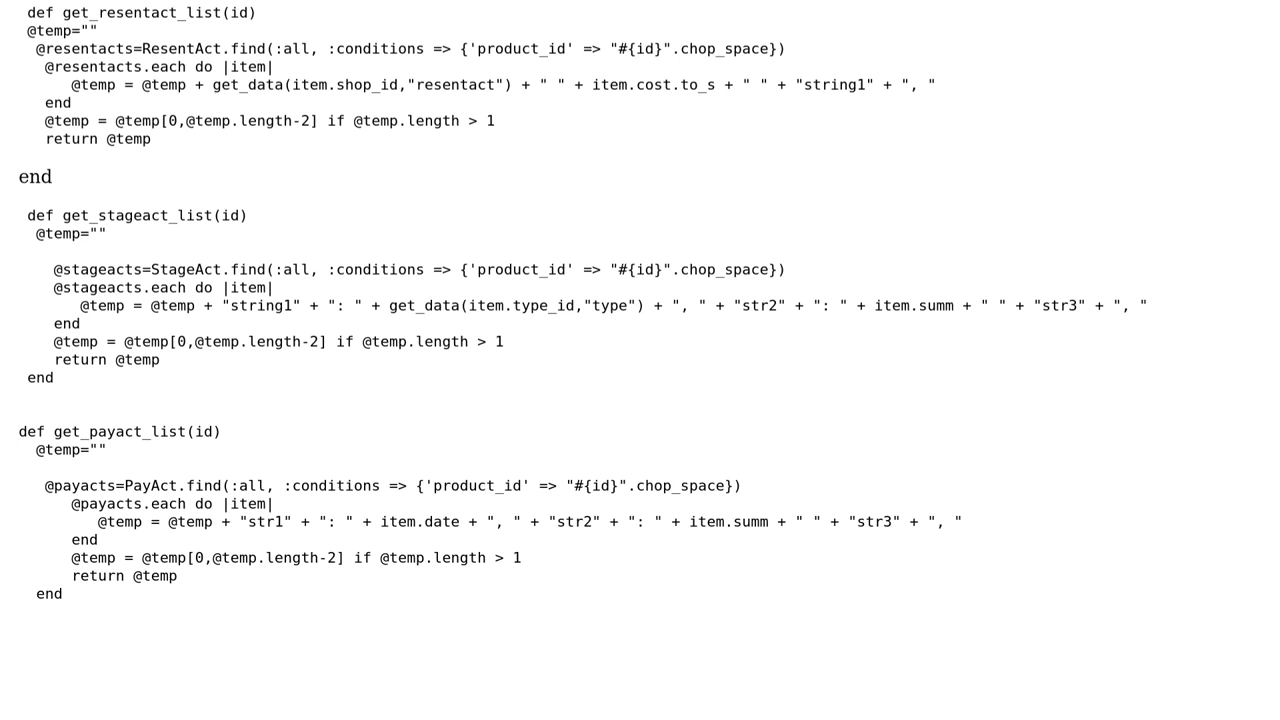 def get_resentact_list(id)
@temp=""
@resentacts=ResentAct.find(:all, :conditions => {'product_id' => "#{id}".chop_space})
@resentacts.each do |item|
@temp = @temp + get_data(item.shop_id,"resentact") + " " + item.cost.to_s + " " + "string1" + ", "
end
@temp = @temp[0,@temp.length-2] if @temp.length > 1
return @temp
end
def get_stageact_list(id)
@temp=""
@stageacts=StageAct.find(:all, :conditions => {'product_id' => "#{id}".chop_space})
@stageacts.each do |item|
@temp = @temp + "string1" + ": " + get_data(item.type_id,"type") + ", " + "str2" + ": " + item.summ + " " + "str3" + ", "
end
@temp = @temp[0,@temp.length-2] if @temp.length > 1
return @temp
end
def get_payact_list(id)
@temp=""
@payacts=PayAct.find(:all, :conditions => {'product_id' => "#{id}".chop_space})
@payacts.each do |item|
@temp = @temp + "str1" + ": " + item.date + ", " + "str2" + ": " + item.summ + " " + "str3" + ", "
end
@temp = @temp[0,@temp.length-2] if @temp.length > 1
return @temp
end